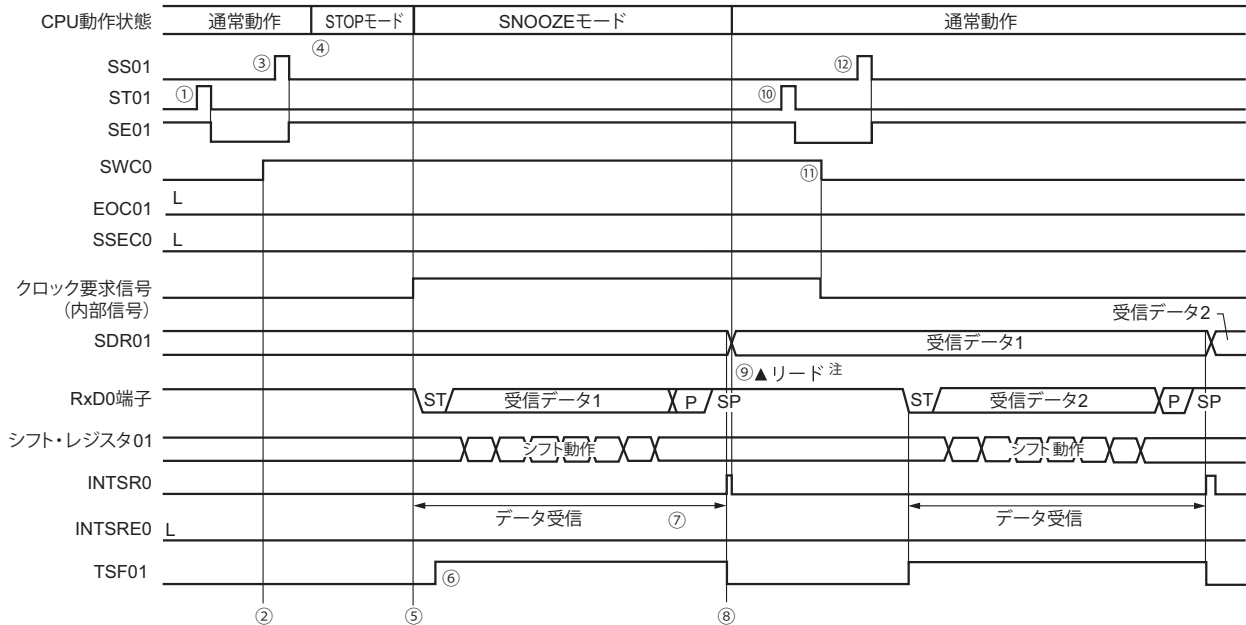 CPU動作状態 通常動作 STOPモード SNOOZEモード 通常動作
④
SS01 ③ ⑫
ST01 ① ⑩
SE01
SWC0 ⑪
EOC01 L
SSEC0 L
クロック要求信号
(内部信号)
受信データ2
SDR01 受信データ1
⑨▲リード 注
RxD0端子 ST 受信データ1 P SP ST 受信データ2 P SP
シフト・レジスタ01 シフト動作 シフト動作
INTSR0
データ受信 ⑦ データ受信
INTSRE0 L
TSF01 ⑥
② ⑤ ⑧